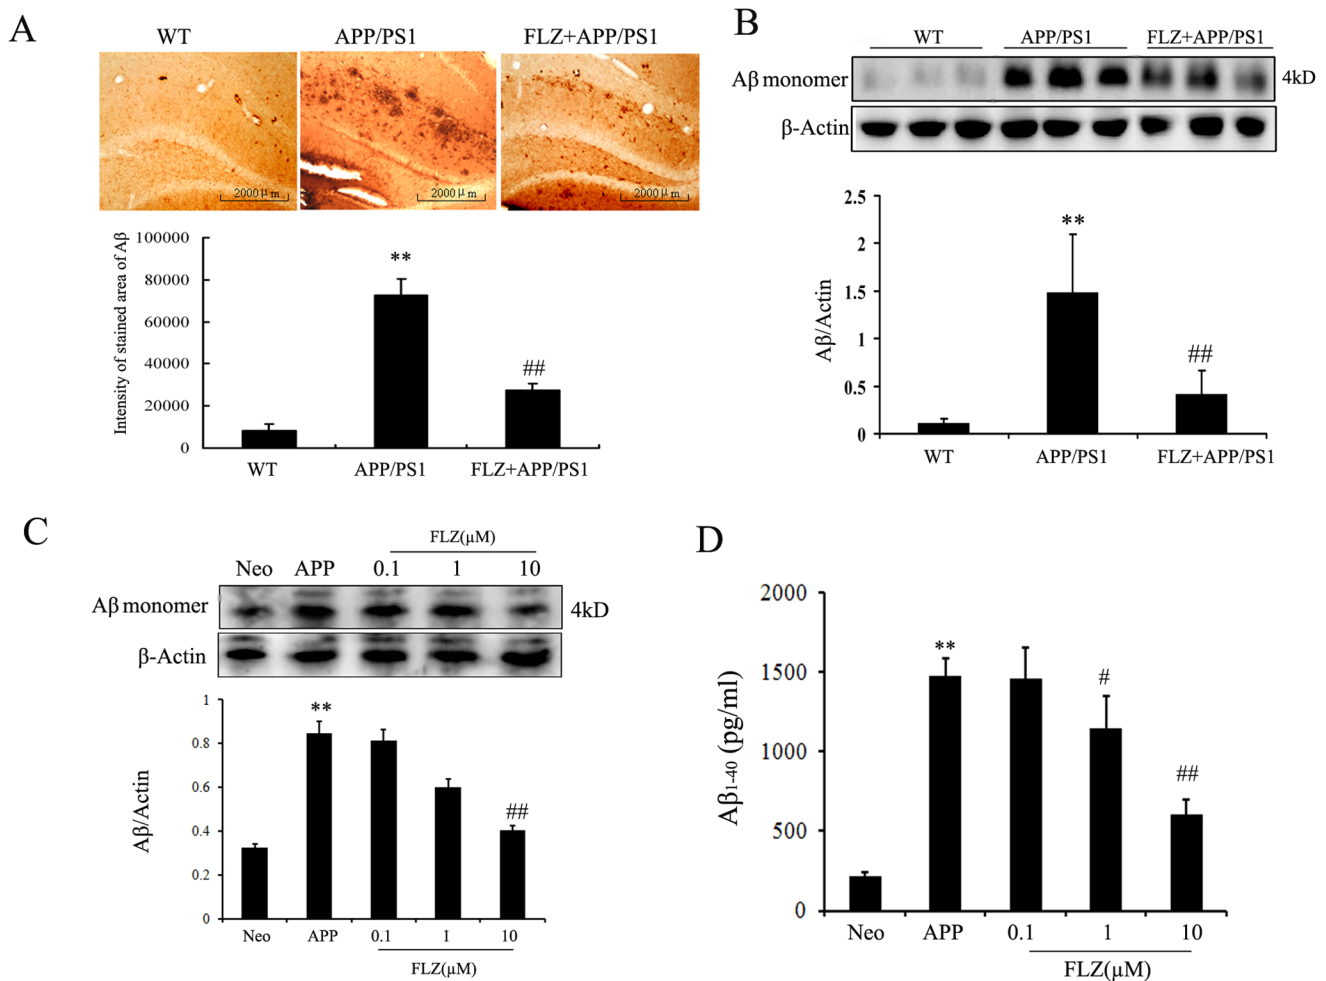 A
WT APP/PS1 FLZ+APP/PS1
2000μm 2000μm 2000μm
Intensity of stained area of Aβ
100000
80000
60000
40000
20000
0
**
##
WT APP/PS1 FLZ+APP/PS1
B
WT APP/PS1 FLZ+APP/PS1
Aβ monomer 4kD
β-Actin
Aβ/Actin
2.5
2
1.5
1
0.5
0
**
##
WT APP/PS1 FLZ+APP/PS1
C
FLZ(μM)
Neo APP 0.1 1 10
Aβ monomer 4kD
β-Actin
Aβ/Actin
1
0.8
0.6
0.4
0.2
0
**
##
Neo APP 0.1 1 10
FLZ(μM)
D
Aβ1-40 (pg/ml)
2000
1500
1000
500
0
**
#
##
Neo APP 0.1 1 10
FLZ(μM)